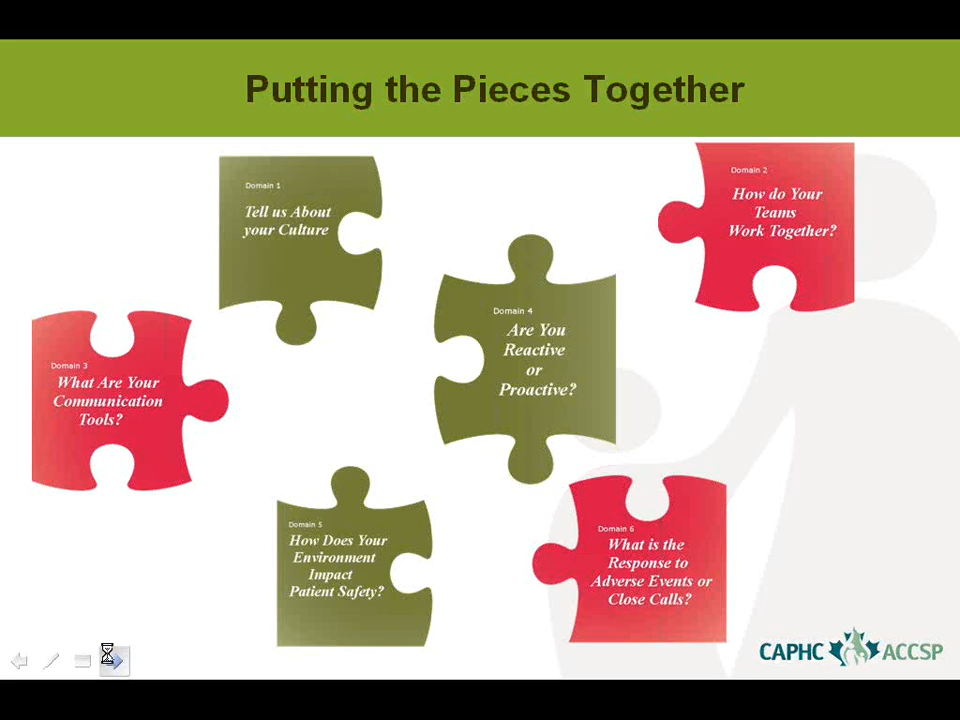 Putting the Pieces Together
Domain 1
Tell us About
your Culture
Domain 2
How do Your
Teams
Work Together?
Domain 3
What Are Your
Communication
Tools?
Domain 4
Are You
Reactive
or
Proactive?
Domain 5
How Does Your
Environment
Impact
Patient Safety?
Domain 6
What is the
Response to
Adverse Events or
Close Calls?
CAPHC ACCSP